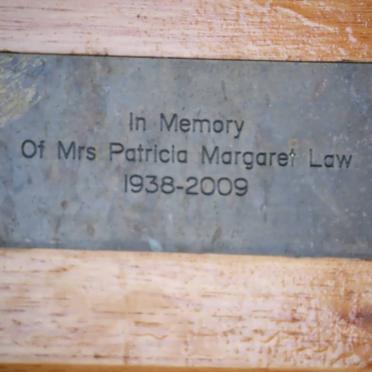 In Memory
Of Mrs Patricia Margaret Law
1938-2009